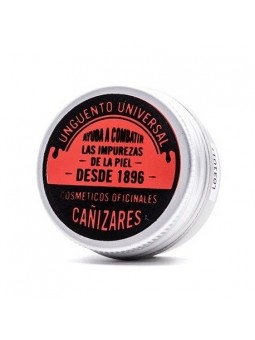 UNGUENTO UNIVERSAL
AYUDA A COMBATIR
LAS IMPUREZAS
DE LA PIEL
- DESDE 1896 -
COSMETICOS OFICINALES
CAÑIZARES